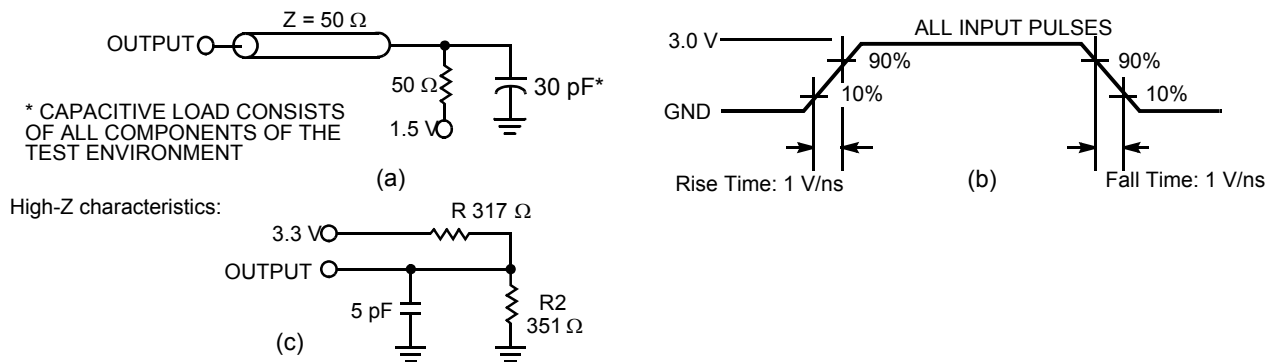 Z = 50 Ω
OUTPUT
50 Ω
30 pF*
1.5 V
* CAPACITIVE LOAD CONSISTS
OF ALL COMPONENTS OF THE
TEST ENVIRONMENT
(a)
3.0 V
ALL INPUT PULSES
90%
90%
10%
10%
GND
Rise Time: 1 V/ns
(b)
Fall Time: 1 V/ns
High-Z characteristics:
R 317 Ω
3.3 V
OUTPUT
5 pF
R2
351 Ω
(c)